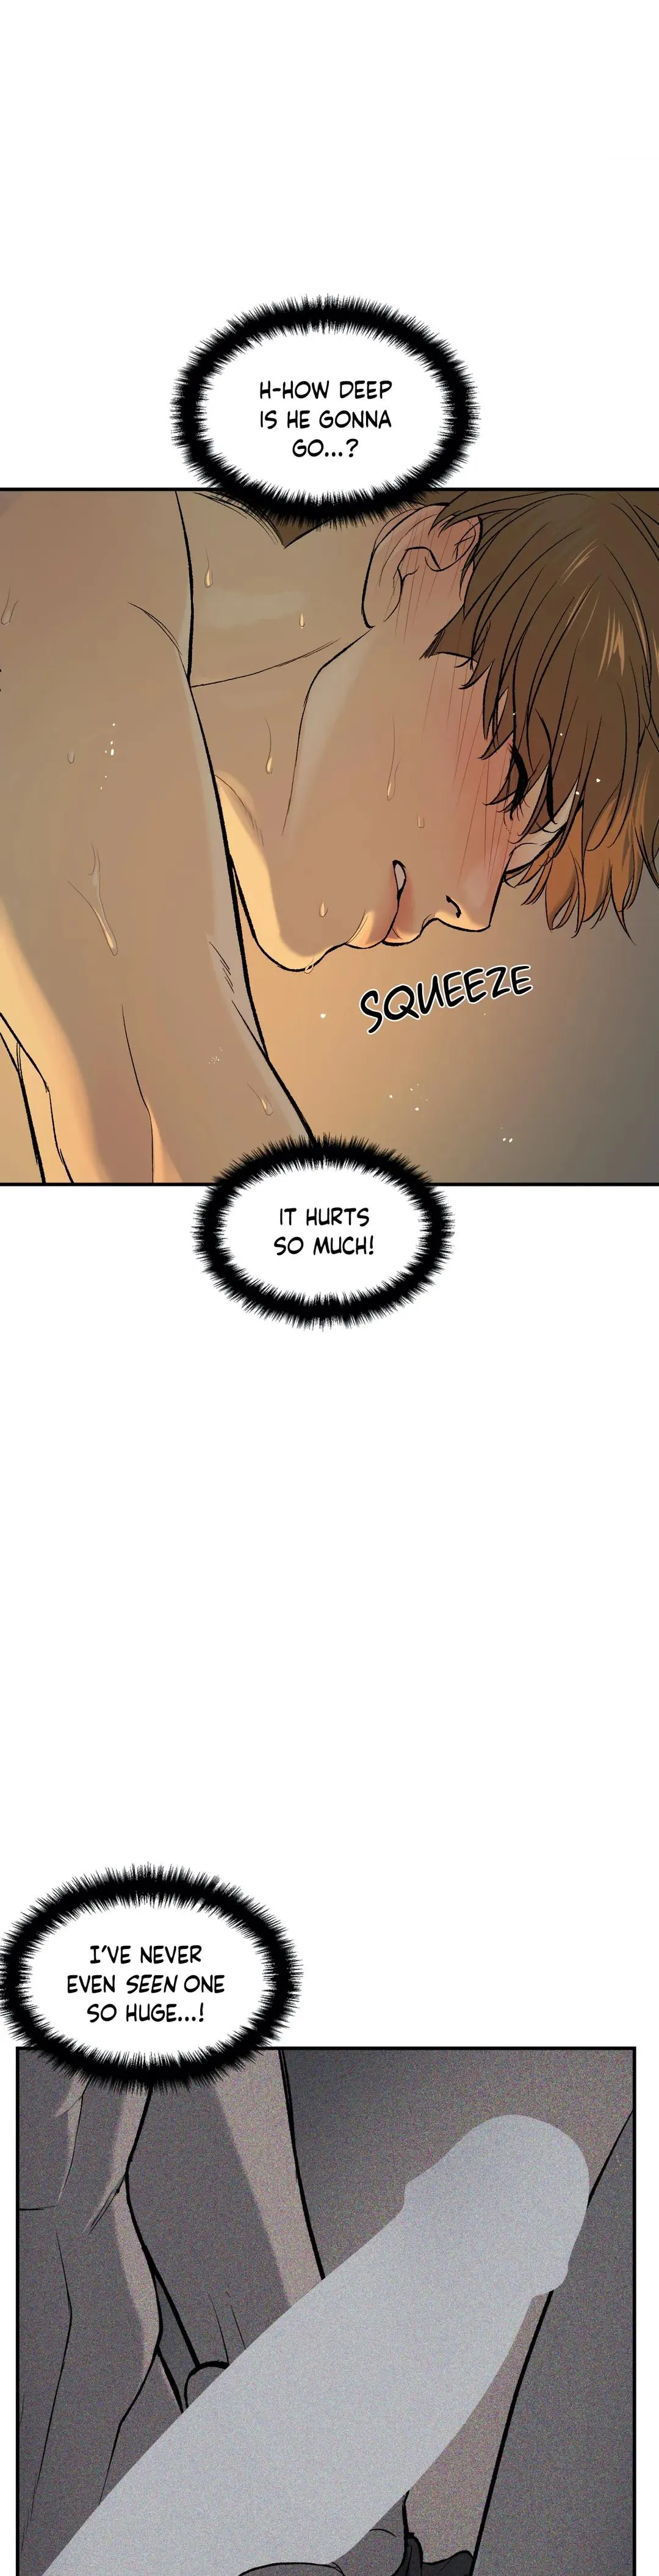 H-HOW DEEP
IS HE GONNA
GO...?
SQUEEZE
IT HURTS
SO MUCH!
I'VE NEVER
EVEN SEEN ONE
SO HUGE...!